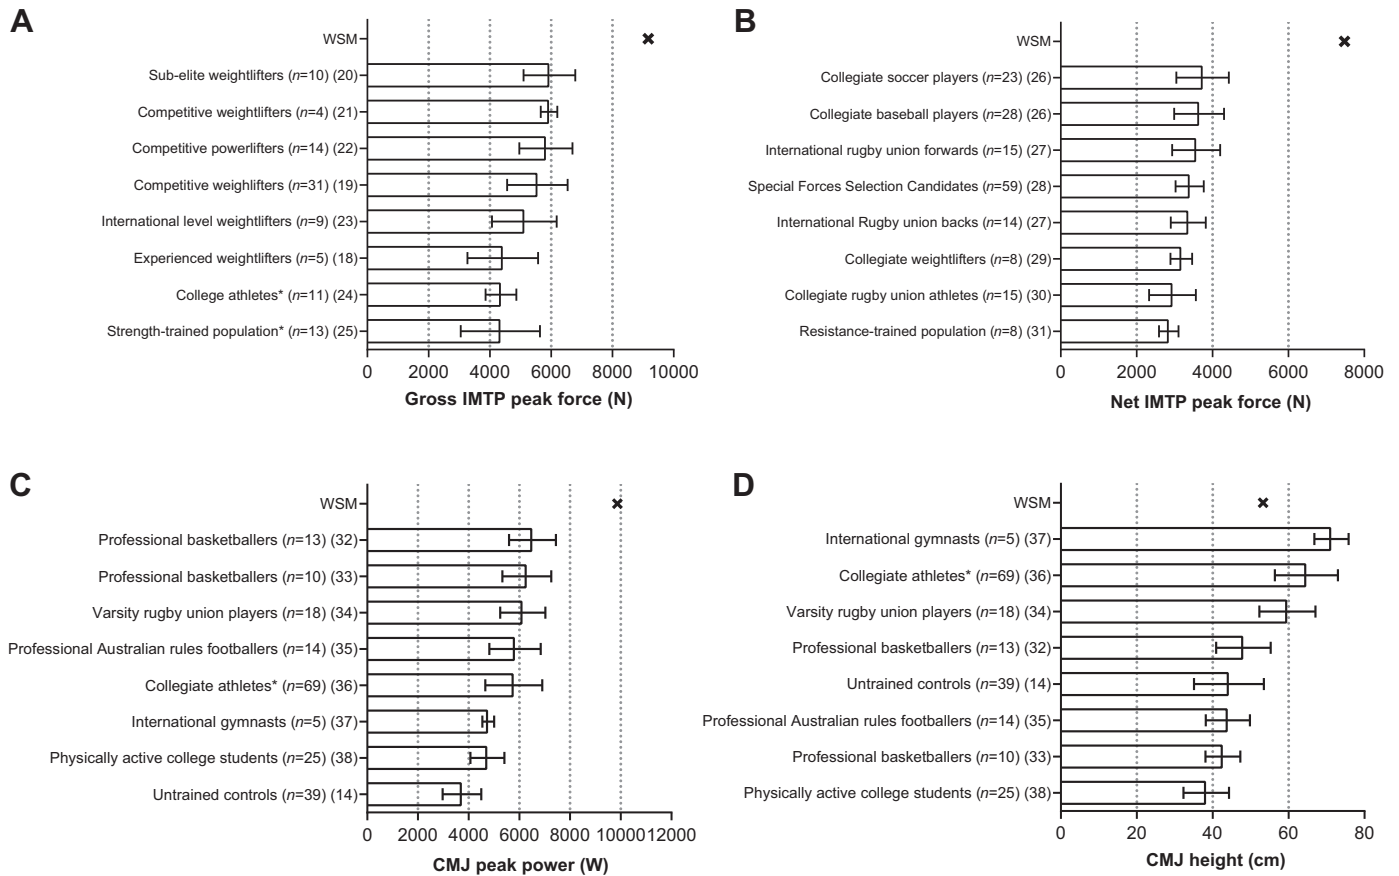 A
WSM
Sub-elite weightlifters (n=10) (20)
Competitive weightlifters (n=4) (21)
Competitive powerlifters (n=14) (22)
Competitive weighlifters (n=31) (19)
International level weightlifters (n=9) (23)
Experienced weightlifters (n=5) (18)
College athletes* (n=11) (24)
Strength-trained population* (n=13) (25)
0 2000 4000 6000 8000 10000
Gross IMTP peak force (N)
B
WSM
Collegiate soccer players (n=23) (26)
Collegiate baseball players (n=28) (26)
International rugby union forwards (n=15) (27)
Special Forces Selection Candidates (n=59) (28)
International Rugby union backs (n=14) (27)
Collegiate weightlifters (n=8) (29)
Collegiate rugby union athletes (n=15) (30)
Resistance-trained population (n=8) (31)
0 2000 4000 6000 8000
Net IMTP peak force (N)
C
WSM
Professional basketballers (n=13) (32)
Professional basketballers (n=10) (33)
Varsity rugby union players (n=18) (34)
Professional Australian rules footballers (n=14) (35)
Collegiate athletes* (n=69) (36)
International gymnasts (n=5) (37)
Physically active college students (n=25) (38)
Untrained controls (n=39) (14)
0 2000 4000 6000 8000 10000 12000
CMJ peak power (W)
D
WSM
International gymnasts (n=5) (37)
Collegiate athletes* (n=69) (36)
Varsity rugby union players (n=18) (34)
Professional basketballers (n=13) (32)
Untrained controls (n=39) (14)
Professional Australian rules footballers (n=14) (35)
Professional basketballers (n=10) (33)
Physically active college students (n=25) (38)
0 20 40 60 80
CMJ height (cm)